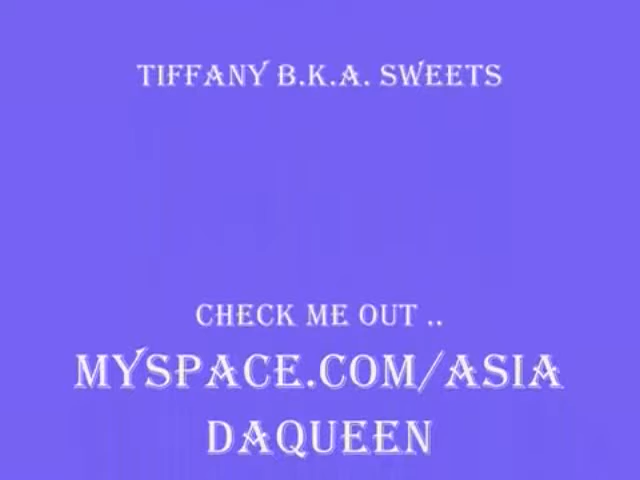 TIFFANY B.K.A. SWEETS
CHECK ME OUT ..
MYSPACE.COM/ASIA
DAQUEEN